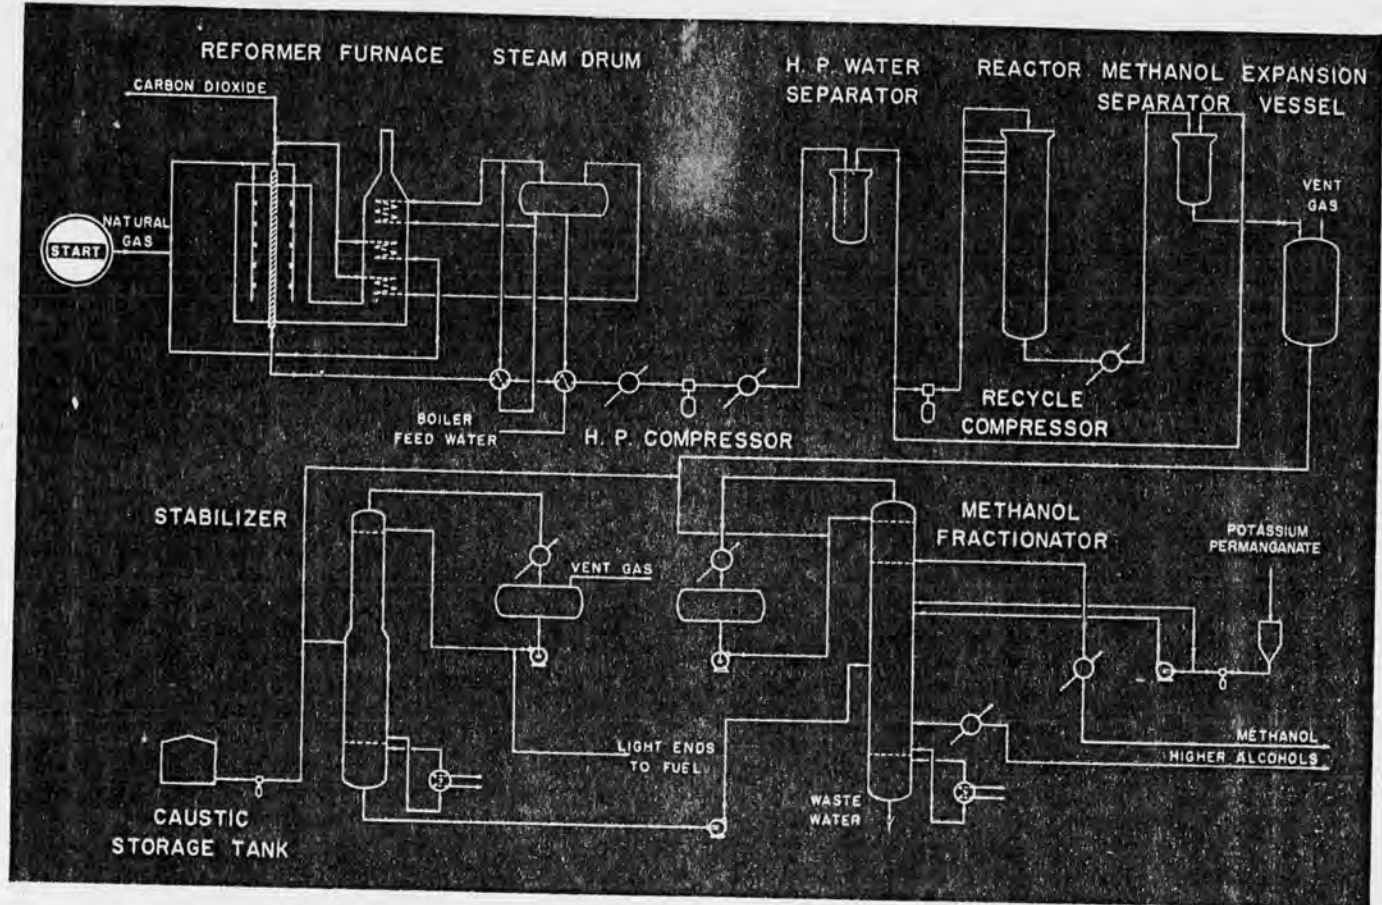 REFORMER FURNACE
STEAM DRUM
H. P. WATER
SEPARATOR
REACTOR
METHANOL
SEPARATOR
EXPANSION
VESSEL
CARBON DIOXIDE
VENT
GAS
NATURAL
GAS
START
BOILER
FEED WATER
H. P. COMPRESSOR
RECYCLE
COMPRESSOR
STABILIZER
METHANOL
FRACTIONATOR
POTASSIUM
PERMANGANATE
VENT GAS
LIGHT ENDS
TO FUEL
METHANOL
HIGHER ALCOHOLS
WASTE
WATER
CAUSTIC
STORAGE TANK